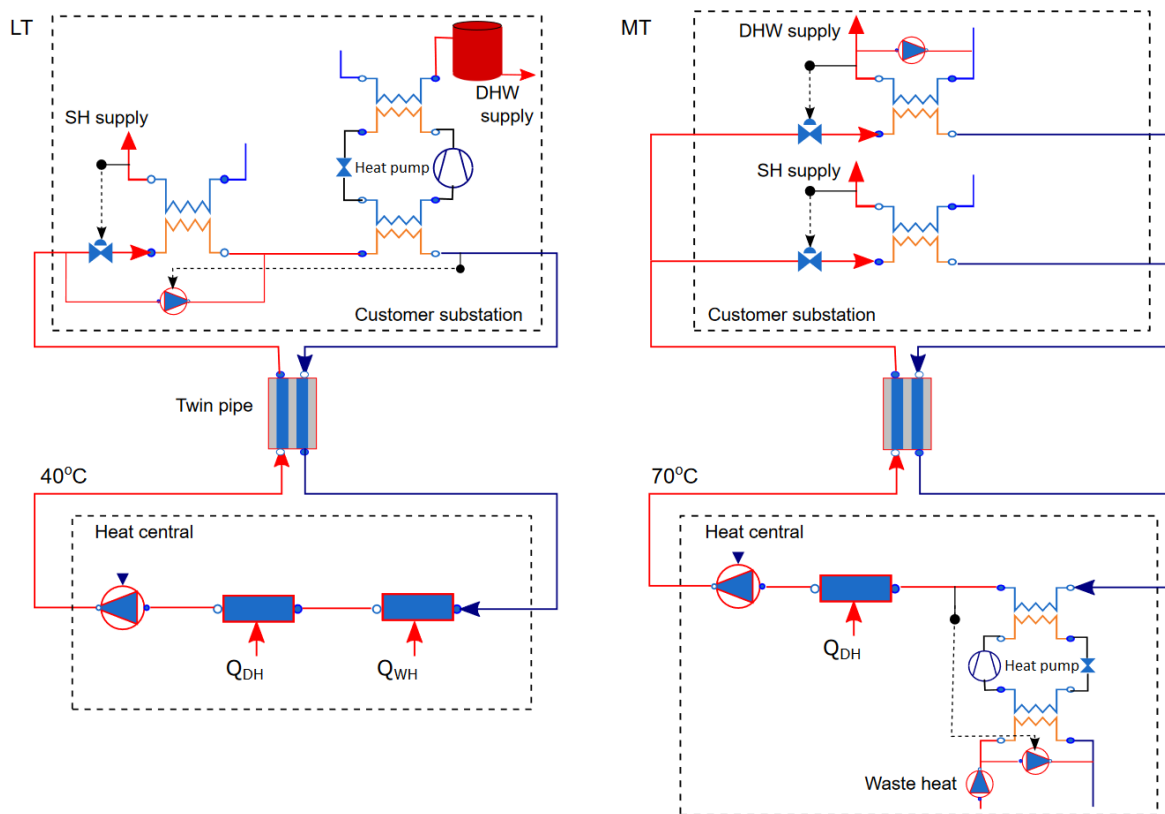 LT
DHW
supply
SH supply
Heat pump
Customer substation
Twin pipe
40°C
Heat central
Q_DH
Q_WH
MT
DHW supply
SH supply
Customer substation
70°C
Heat central
Q_DH
Heat pump
Waste heat